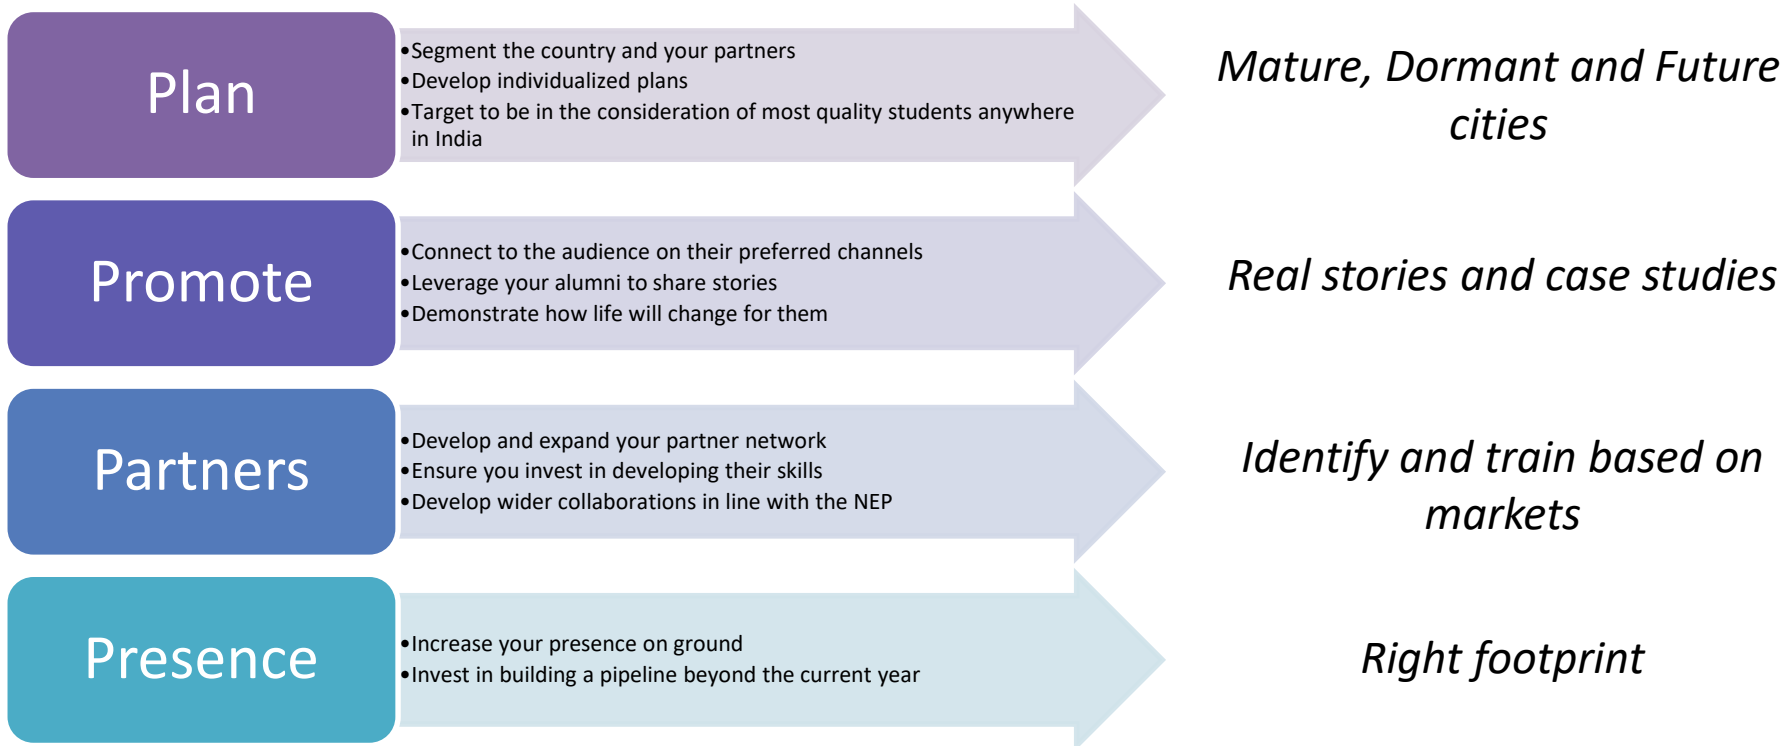 Plan
•Segment the country and your partners
•Develop individualized plans
•Target to be in the consideration of most quality students anywhere
in India
Mature, Dormant and Future
cities
Promote
•Connect to the audience on their preferred channels
•Leverage your alumni to share stories
•Demonstrate how life will change for them
Real stories and case studies
Partners
•Develop and expand your partner network
•Ensure you invest in developing their skills
•Develop wider collaborations in line with the NEP
Identify and train based on
markets
Presence
•Increase your presence on ground
•Invest in building a pipeline beyond the current year
Right footprint